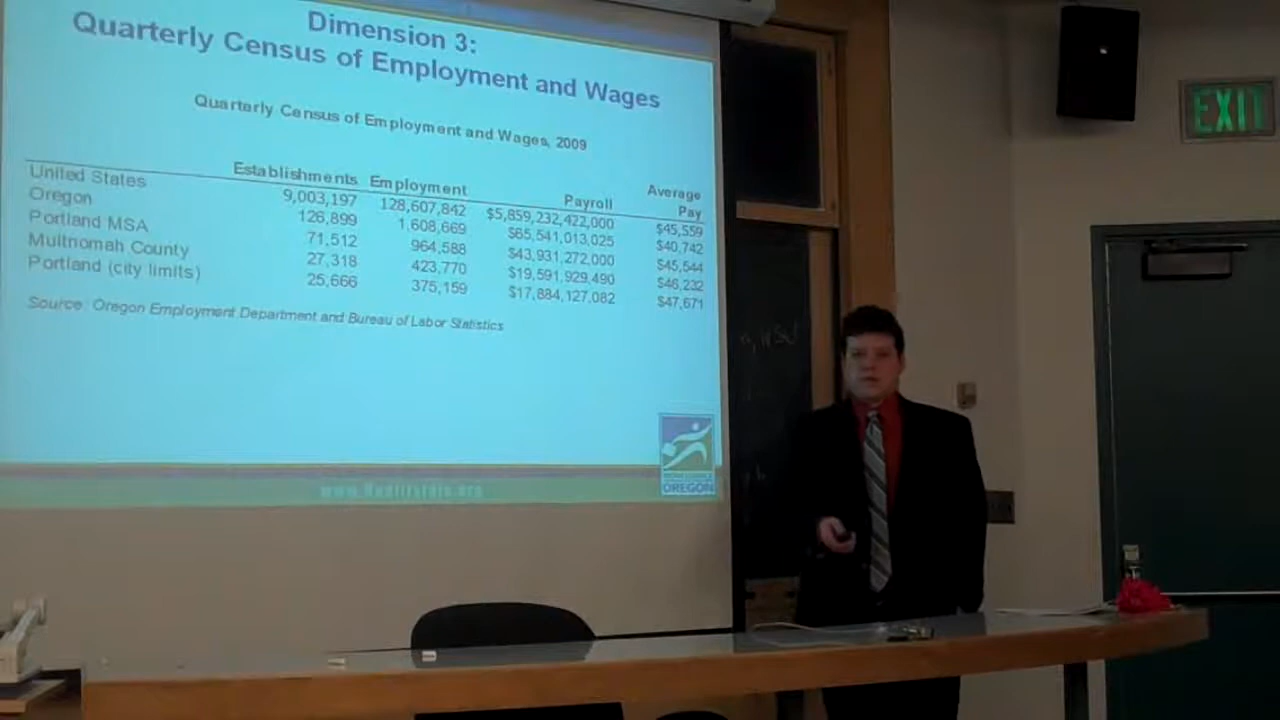 Dimension 3:
Quarterly Census of Employment and Wages
Quarterly Census of Employment and Wages, 2009
Establishments Employment Payroll Average Pay
United States 9,003,197 128,607,842 $5,859,232,422,000 $45,559
Oregon 126,899 1,608,669 $65,541,013,025 $40,742
Portland MSA 71,512 964,588 $43,931,272,000 $45,544
Multnomah County 27,318 423,770 $19,591,929,490 $46,232
Portland (city limits) 25,666 375,159 $17,884,127,082 $47,671
Source: Oregon Employment Department and Bureau of Labor Statistics
OREGON
EXIT